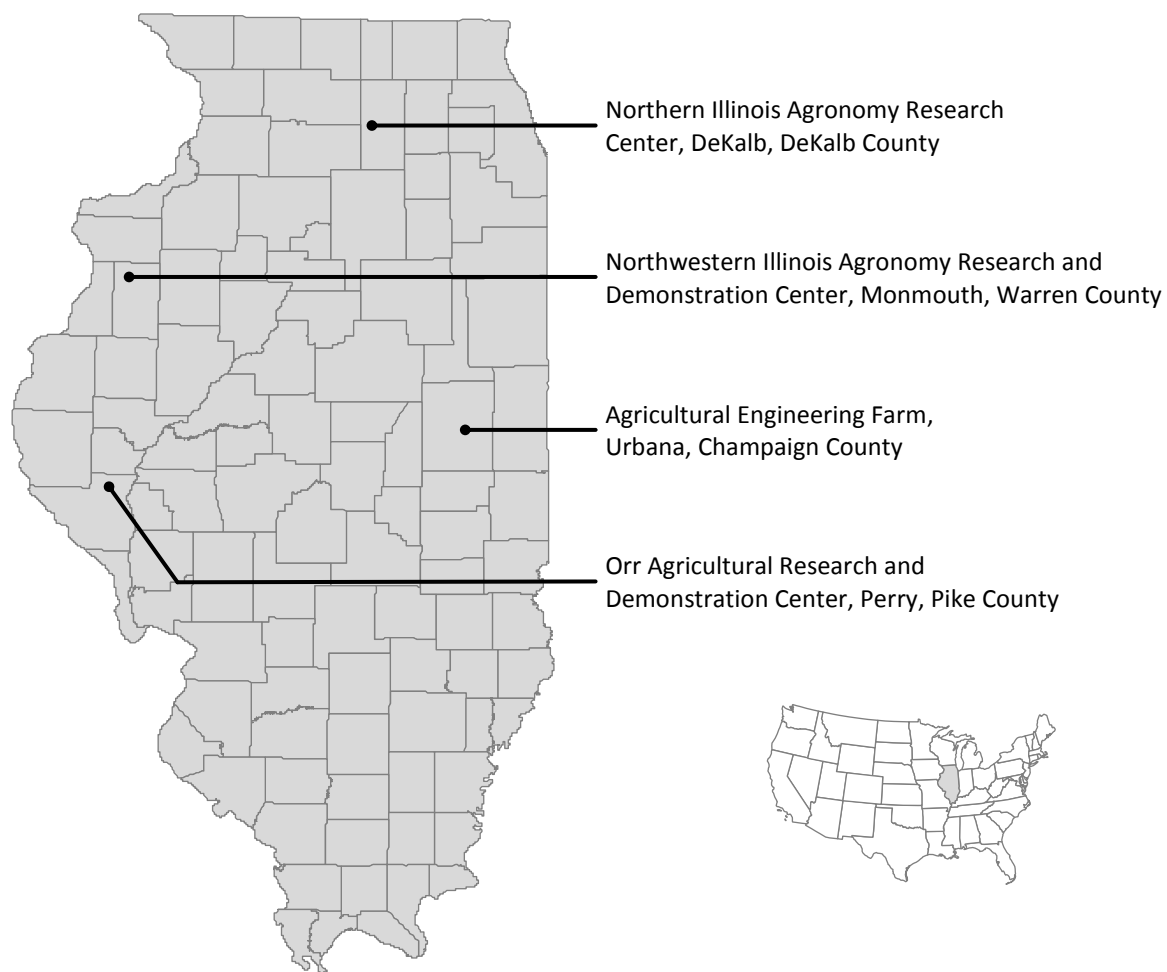 Northern Illinois Agronomy Research
Center, DeKalb, DeKalb County
Northwestern Illinois Agronomy Research and
Demonstration Center, Monmouth, Warren County
Agricultural Engineering Farm,
Urbana, Champaign County
Orr Agricultural Research and
Demonstration Center, Perry, Pike County